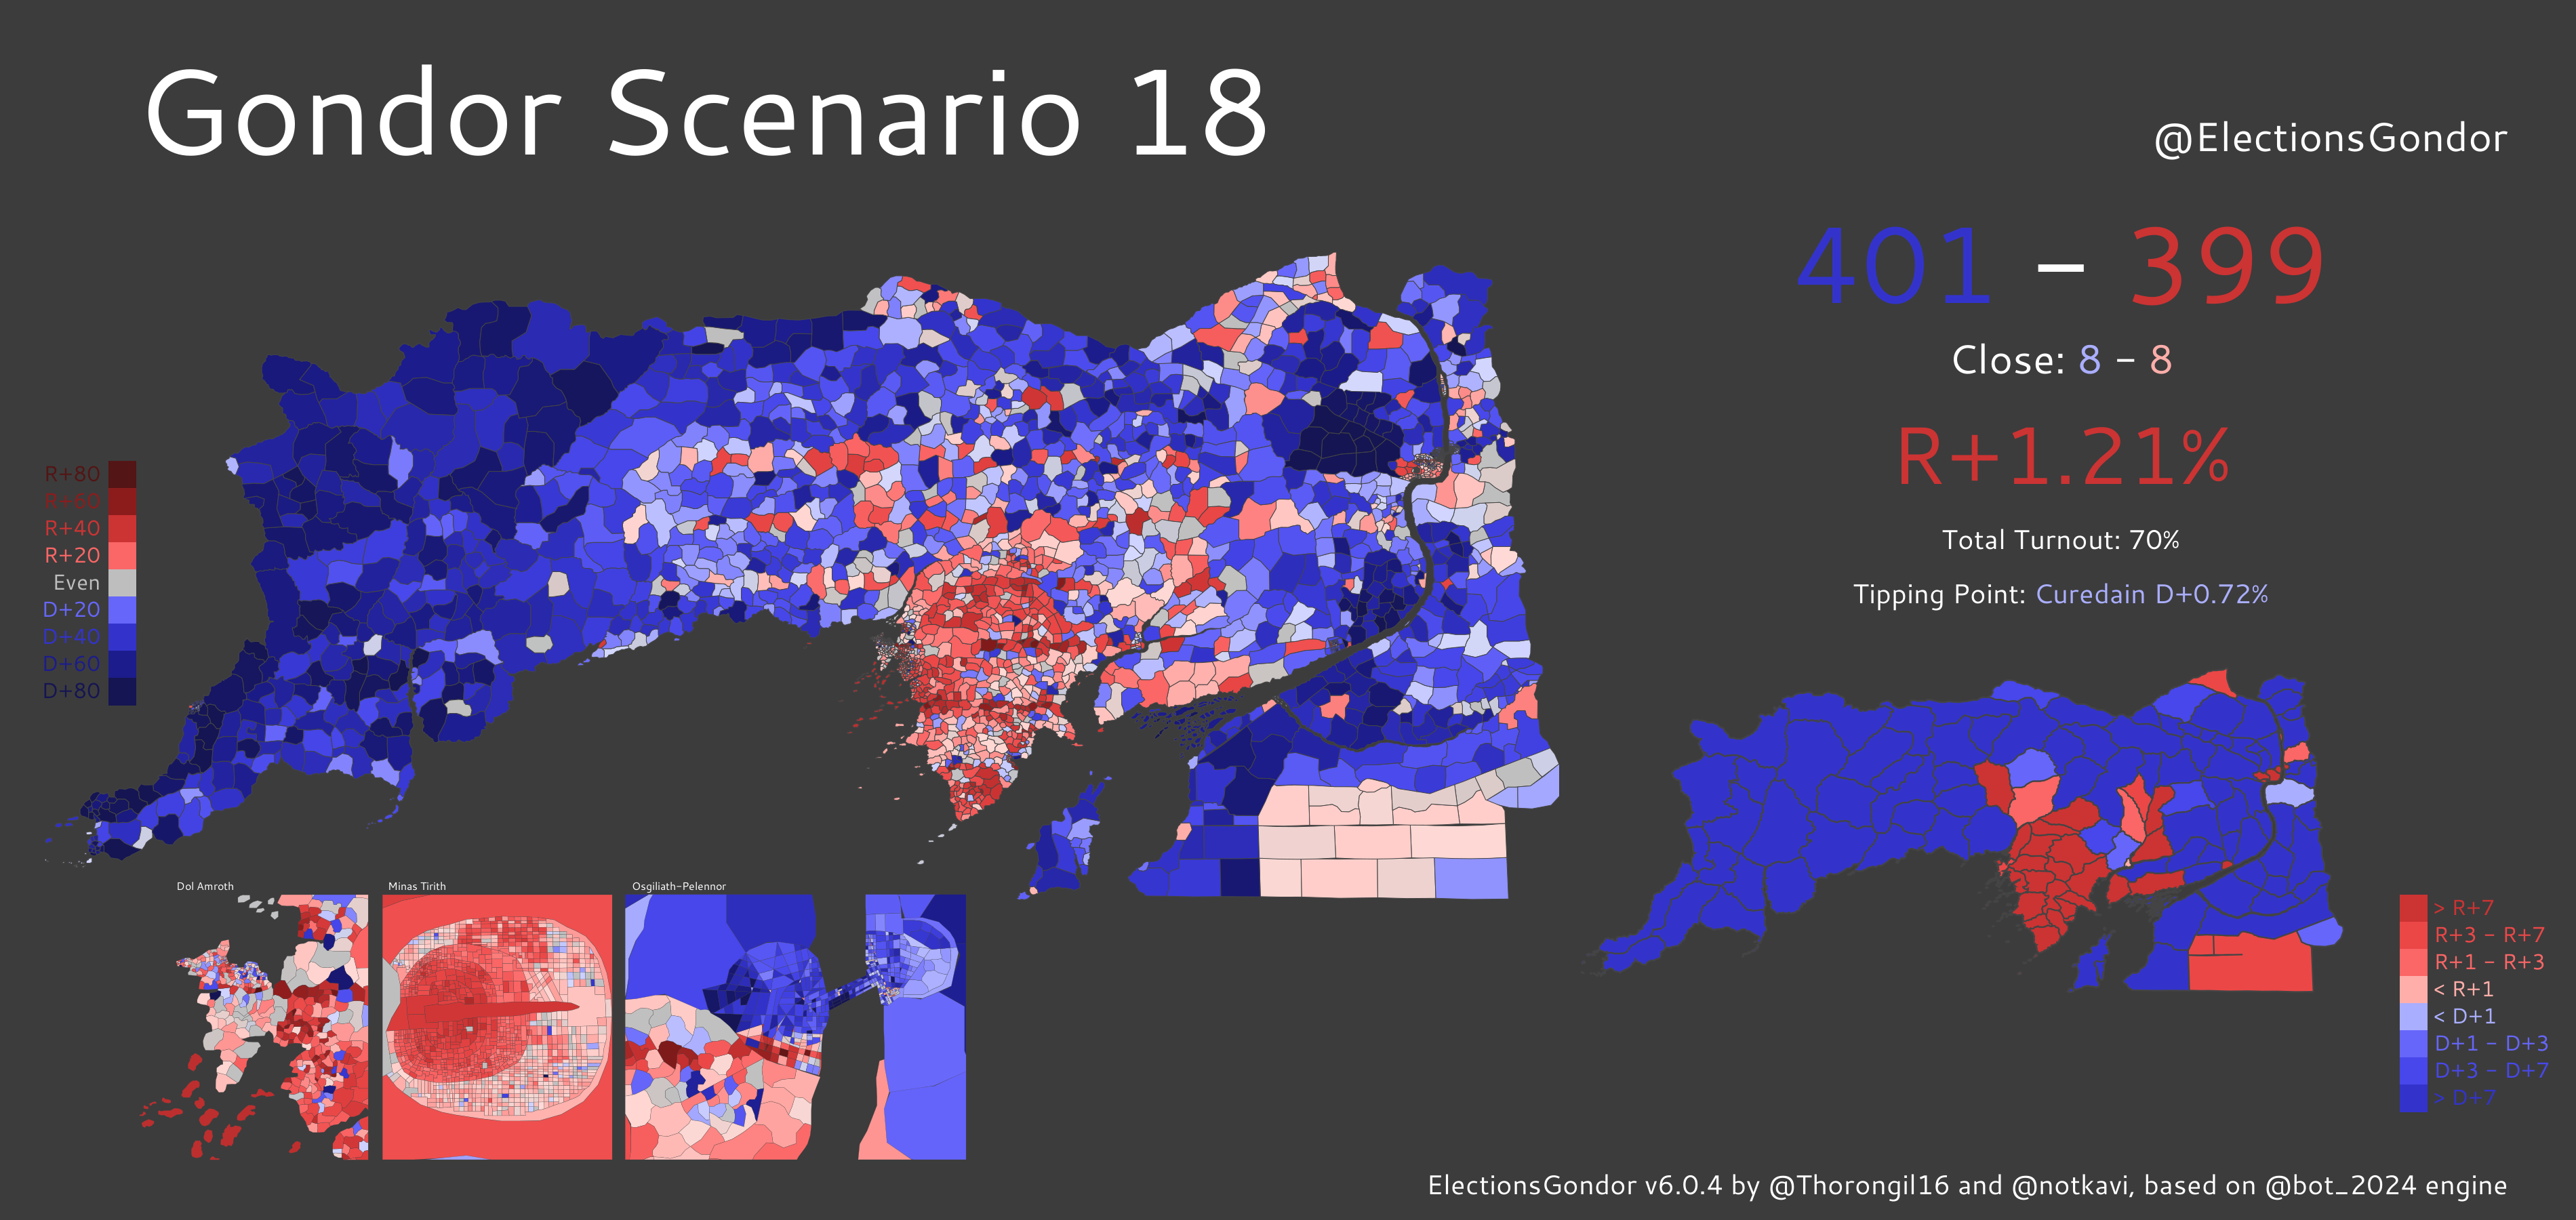 Gondor Scenario 18
@ElectionsGondor
401 – 399
Close: 8 – 8
R+1.21%
Total Turnout: 70%
Tipping Point: Curedain D+0.72%
R+80
R+60
R+40
R+20
Even
D+20
D+40
D+60
D+80
Dol Amroth
Minas Tirith
Osgiliath-Pelennor
> R+7
R+3 – R+7
R+1 – R+3
< R+1
< D+1
D+1 – D+3
D+3 – D+7
> D+7
ElectionsGondor v6.0.4 by @Thorongil16 and @notkavi, based on @bot_2024 engine